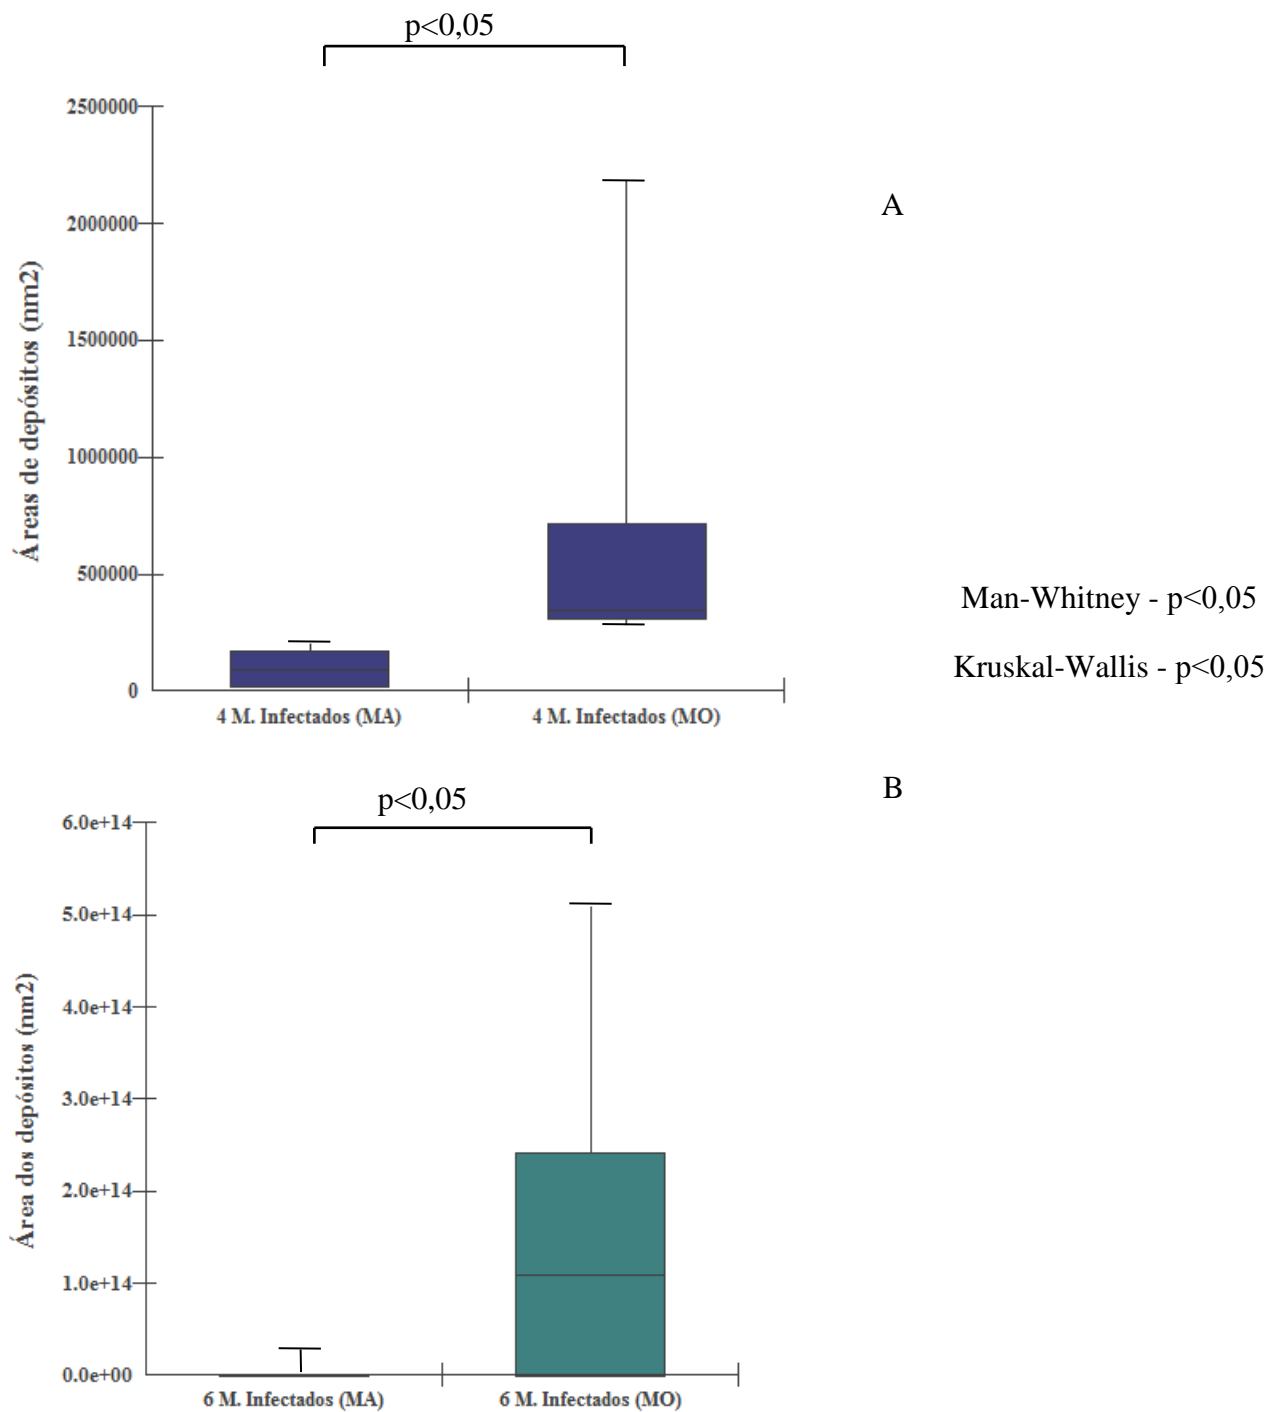 p<0,05
2500000
A
2000000
1500000
1000000
500000
0
Áreas de depósitos (nm2)
Man-Whitney - p<0,05
Kruskal-Wallis - p<0,05
4 M. Infectados (MA)
4 M. Infectados (MO)
B
p<0,05
6.0e+14
5.0e+14
4.0e+14
3.0e+14
2.0e+14
1.0e+14
0.0e+00
Área dos depósitos (nm2)
6 M. Infectados (MA)
6 M. Infectados (MO)